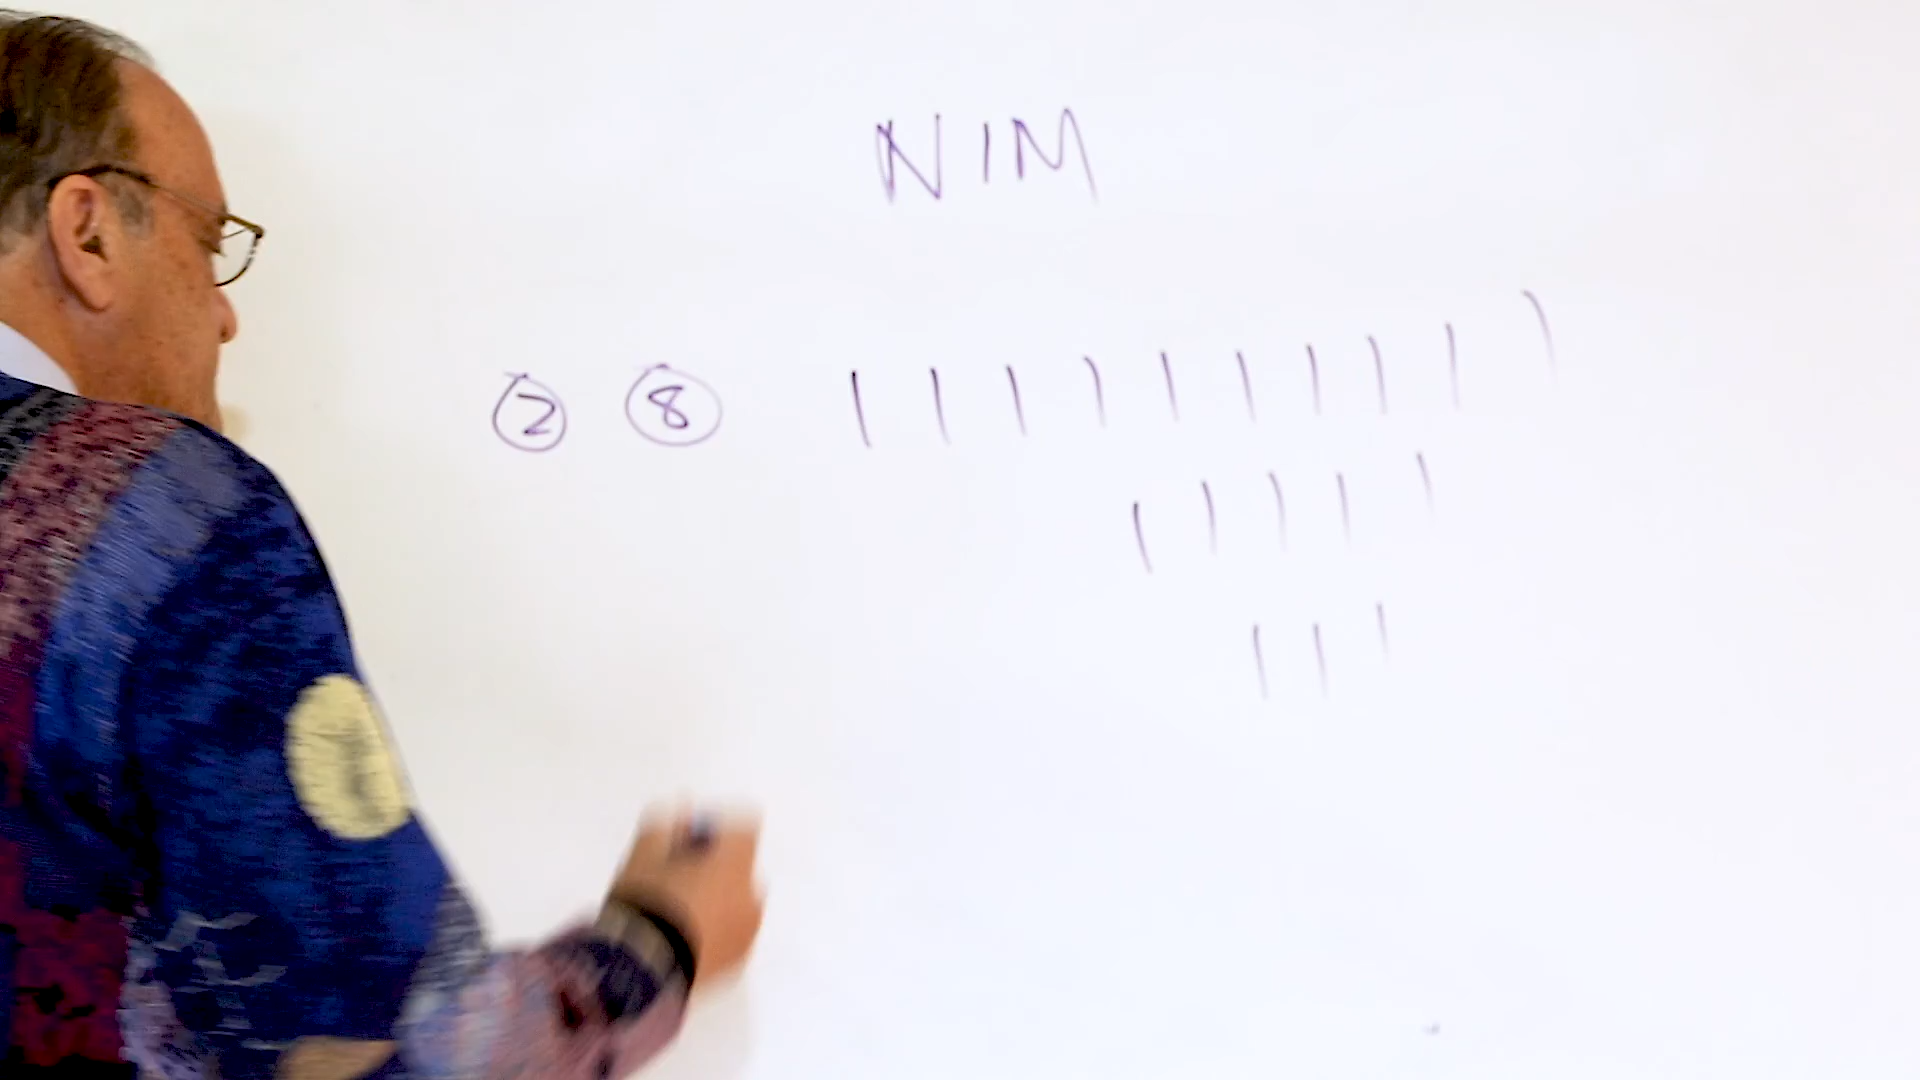 NIM
② ⑧ | | | | | | | | | |
| | | | |
| | |